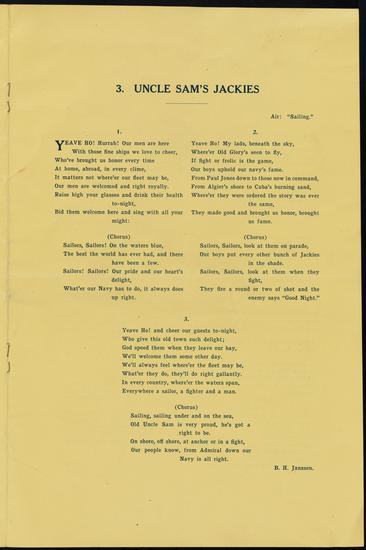 3. UNCLE SAM'S JACKIES
Air: "Sailing."
1.
YEAVE HO! Hurrah! Our men are here
With those fine ships we love to cheer,
Who've brought us honor every time
At home, abroad, in every clime,
It matters not where'er our fleet may be,
Our men are welcomed and right royally.
Raise high your glasses and drink their health
to-night,
Bid them welcome here and sing with all your
might:
(Chorus)
Sailors, Sailors! On the waters blue,
The best the world has ever had, and there
have been a few.
Sailors! Sailors! Our pride and our heart's
delight,
What'er our Navy has to do, it always does
up right.
2.
Yeave Ho! My lads, beneath the sky,
Where'er Old Glory's seen to fly,
If fight or frolic is the game,
Our boys uphold our navy's fame.
From Paul Jones down to those now in command,
From Algier's shore to Cuba's burning sand,
Where'er they were ordered the story was ever
the same,
They made good and brought us honor, brought
us fame.
(Chorus)
Sailors, Sailors, look at them on parade,
Our boys put every other bunch of Jackies
in the shade.
Sailors, Sailors, look at them when they
fight,
They fire a round or two of shot and the
enemy says "Good Night."
3.
Yeave Ho! and cheer our guests to-night,
Who give this old town such delight;
God speed them when they leave our bay,
We'll welcome them some other day.
We'll always feel where'er the fleet may be,
What'er they do, they'll do right gallantly.
In every country, where'er the waters span,
Everywhere a sailor, a fighter and a man.
(Chorus)
Sailing, sailing under and on the sea,
Old Uncle Sam is very proud, he's got a
right to be.
On shore, off shore, at anchor or in a fight,
Our people know, from Admiral down our
Navy is all right.
B. H. Janssen.